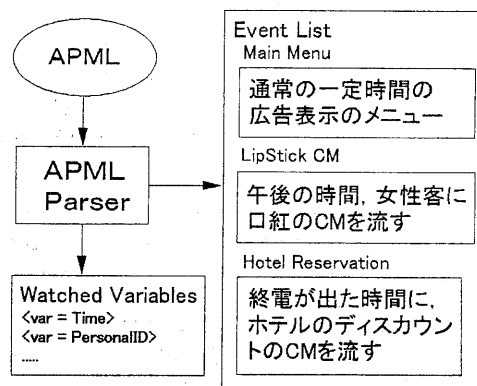 APML
APML
Parser
Watched Variables
<var = Time>
<var = PersonalID>
.....
Event List
Main Menu
通常の一定時間の
広告表示のメニュー
LipStick CM
午後の時間, 女性客に
口紅のCMを流す
Hotel Reservation
終電が出た時間に,
ホテルのディスカウン
トのCMを流す